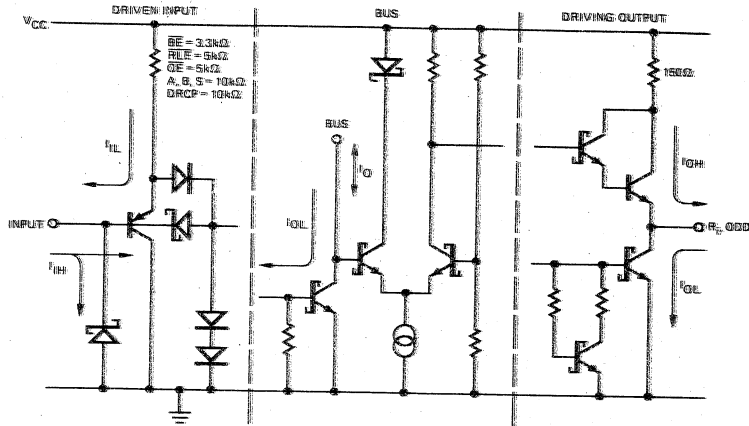 DRIVEN INPUT
BUS
DRIVING OUTPUT
VCC
BE = 3.3kΩ
RLE = 5kΩ
OE = 5kΩ
A, B, S = 10kΩ
DRCP = 10kΩ
150Ω
BUS
IIL
IO
IOH
INPUT
IOL
ODD
IIH
IOL